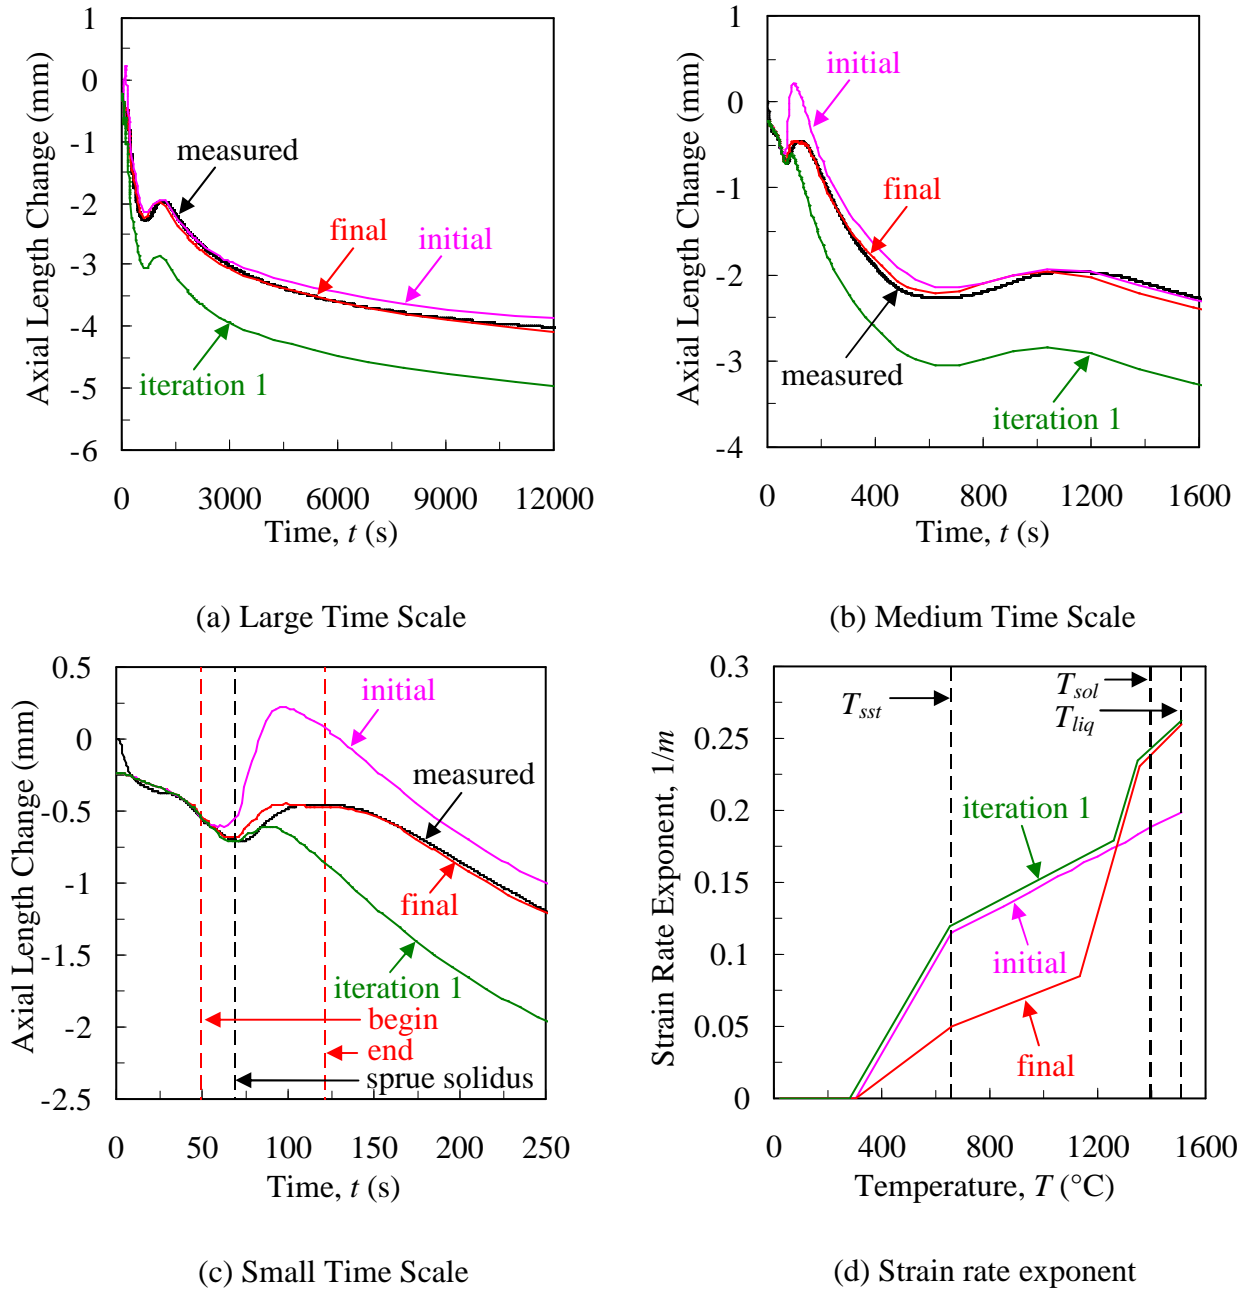 1
0
-1
-2
-3
-4
-5
-6
Axial Length Change (mm)
measured
final
initial
iteration 1
0 3000 6000 9000 12000
Time, t (s)
(a) Large Time Scale
1
0
-1
-2
-3
-4
Axial Length Change (mm)
initial
final
measured
iteration 1
0 400 800 1200 1600
Time, t (s)
(b) Medium Time Scale
0.5
0
-0.5
-1
-1.5
-2
-2.5
Axial Length Change (mm)
initial
measured
final
iteration 1
begin
end
sprue solidus
0 50 100 150 200 250
Time, t (s)
(c) Small Time Scale
0.3
0.25
0.2
0.15
0.1
0.05
0
Strain Rate Exponent, 1/m
Tsst
Tsol
Tliq
iteration 1
initial
final
0 400 800 1200 1600
Temperature, T (°C)
(d) Strain rate exponent